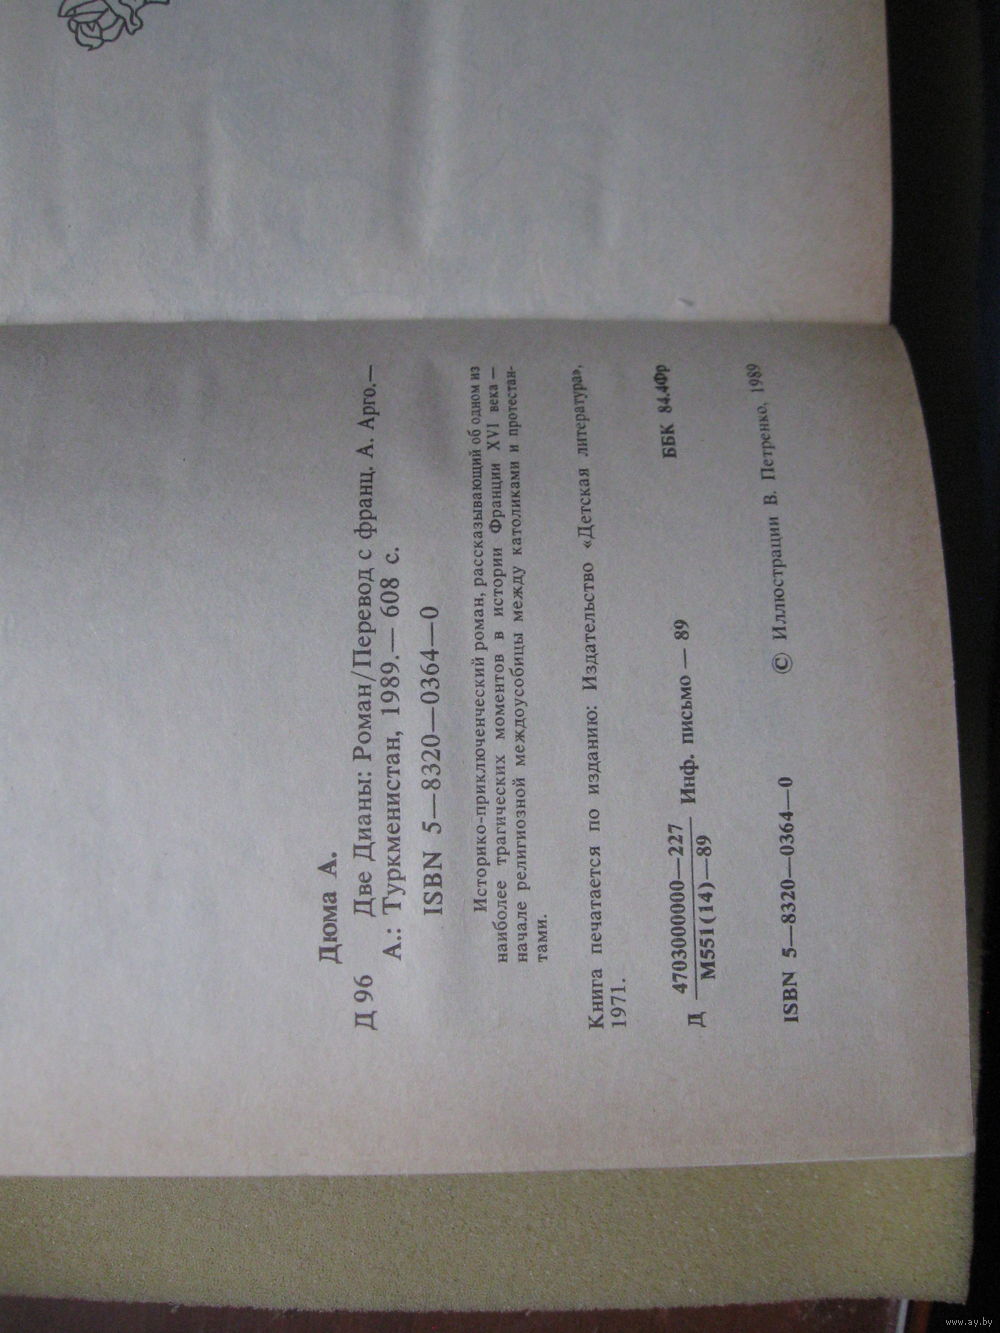 Дюма А.
Д 96 Две Дианы: Роман/Перевод с франц. А. Арго.—
А.: Туркменистан, 1989.— 608 с.
ISBN 5—8320—0364—0
Историко-приключенческий роман, рассказывающий об одном из
наиболее трагических моментов в истории Франции XVI века —
начале религиозной междоусобицы между католиками и протестан-
тами.
Книга печатается по изданию: Издательство «Детская литература»,
1971.
Д 4703000000—227 Инф. письмо — 89 ББК 84.4Фр
М551(14)—89
ISBN 5—8320—0364—0 © Иллюстрации В. Петренко, 1989
www.ay.by